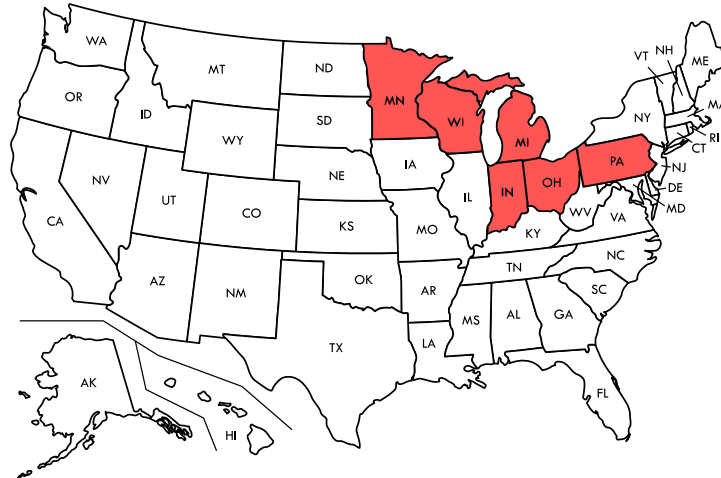 WA
MT
ND
MN
VT
NH
ME
OR
ID
SD
WI
MI
NY
WY
RI
CT
IA
PA
NJ
NE
NV
IN
OH
DE
IL
UT
CO
WV
MD
CA
KS
MO
KY
VA
TN
NC
OK
AZ
NM
AR
SC
MS
AL
GA
TX
LA
AK
FL
HI